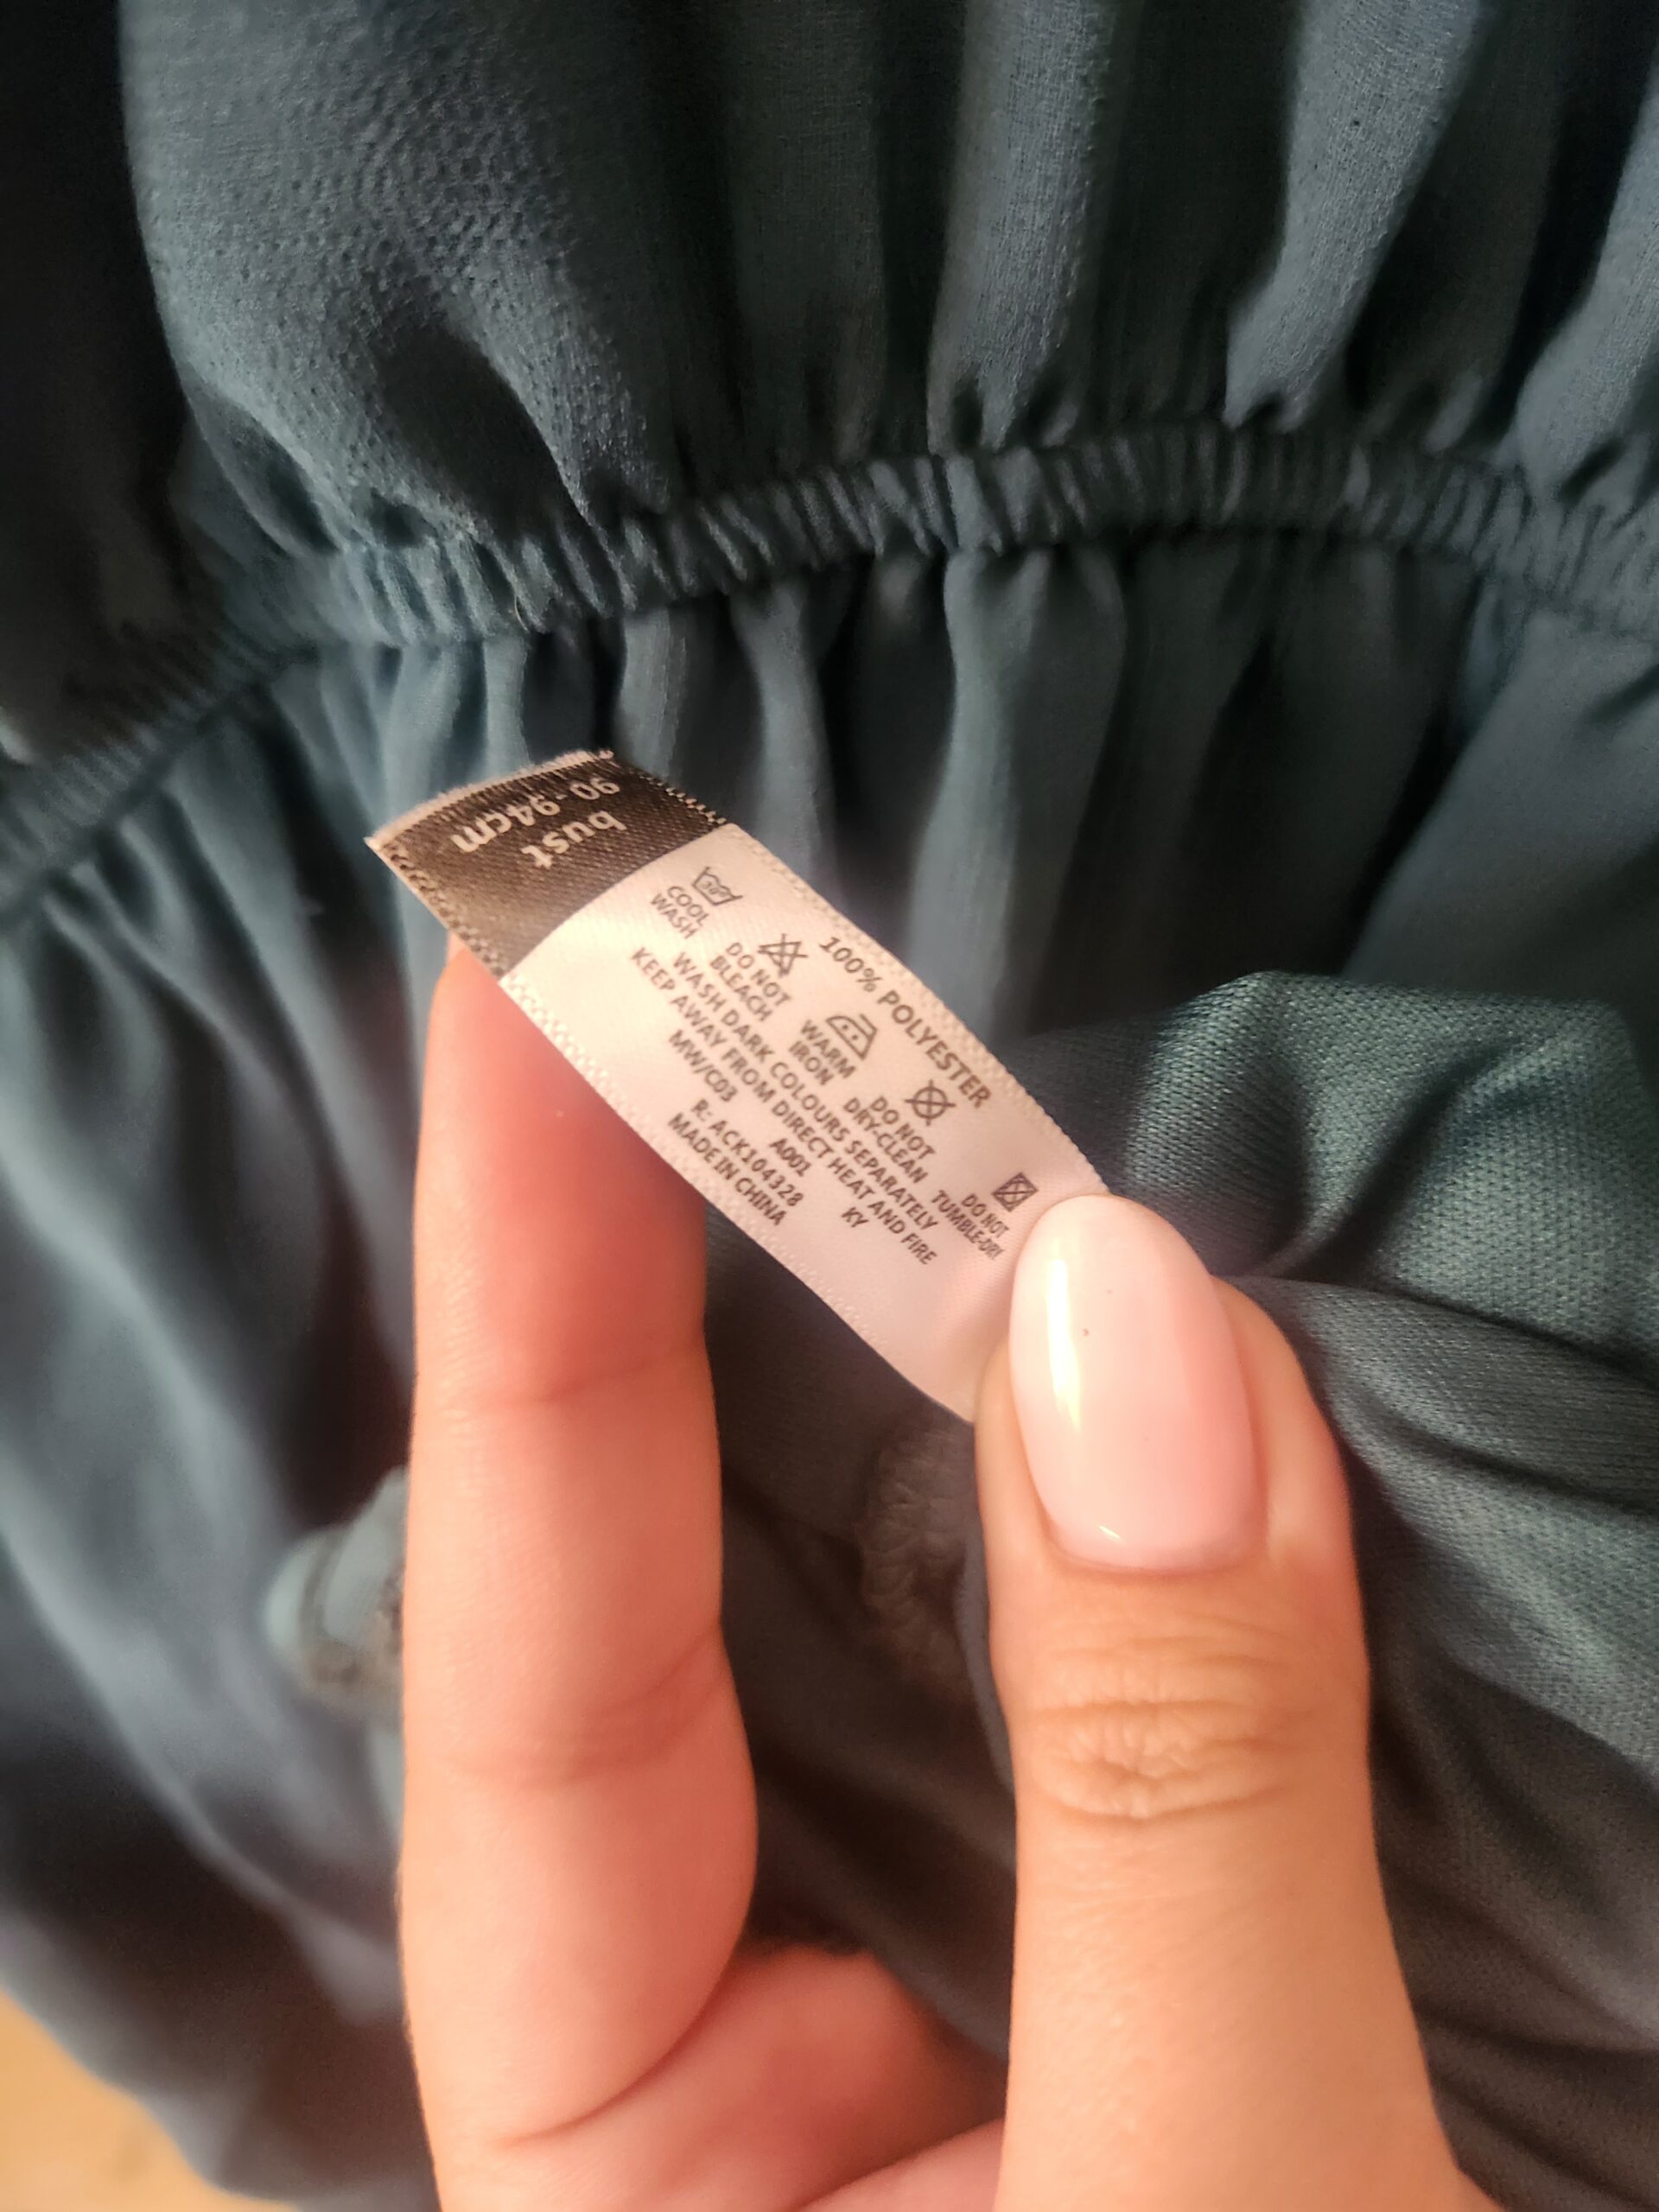 bust
90-94cm
100% POLYESTER
30°
COOL WASH
DO NOT BLEACH
WARM IRON
DO NOT DRY-CLEAN
DO NOT TUMBLE-DRY
WASH DARK COLOURS SEPARATELY
KEEP AWAY FROM DIRECT HEAT AND FIRE
MW/C03 A001 KY
R: ACK104328
MADE IN CHINA